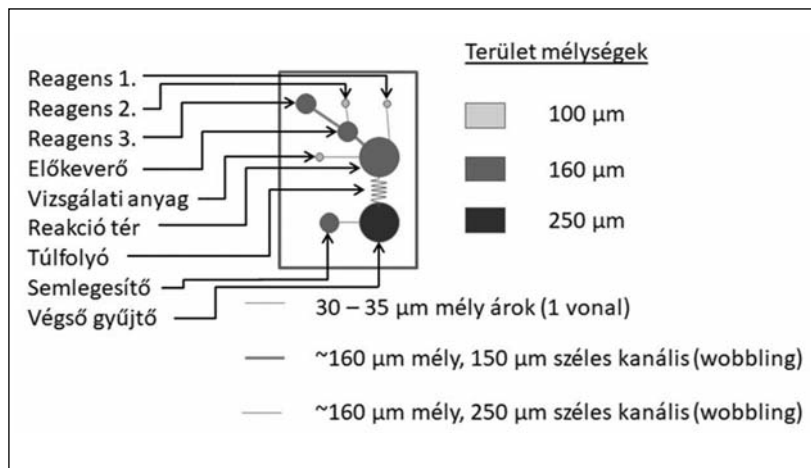 Reagens 1.
Reagens 2.
Reagens 3.
Előkeverő
Vizsgálati anyag
Reakció tér
Túlfolyó
Semlegesítő
Végső gyűjtő
Terület mélységek
100 µm
160 µm
250 µm
30 – 35 µm mély árok (1 vonal)
~160 µm mély, 150 µm széles kanális (wobbling)
~160 µm mély, 250 µm széles kanális (wobbling)